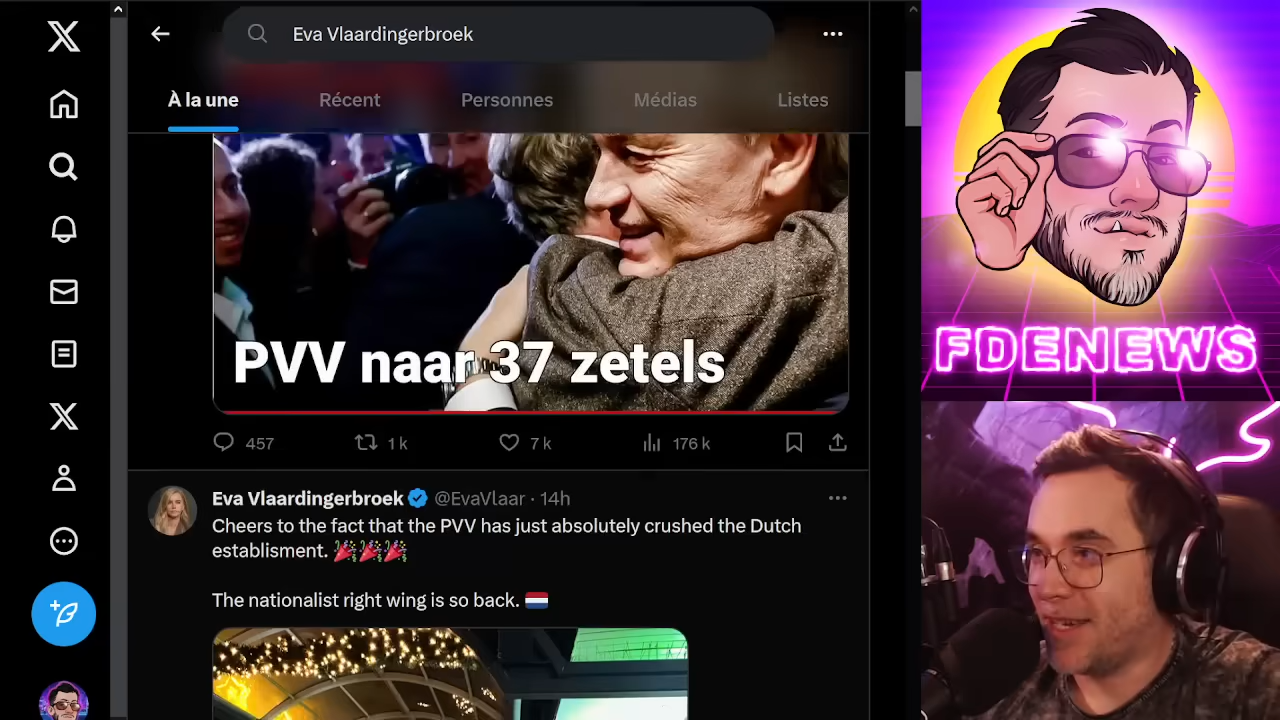 Eva Vlaardingerbroek
À la une
Récent
Personnes
Médias
Listes
PVV naar 37 zetels
457
1 k
7 k
176 k
Eva Vlaardingerbroek @EvaVlaar · 14h
Cheers to the fact that the PVV has just absolutely crushed the Dutch
establisment. 🎉🎉🎉
The nationalist right wing is so back. 🇳🇱
FDENEWS